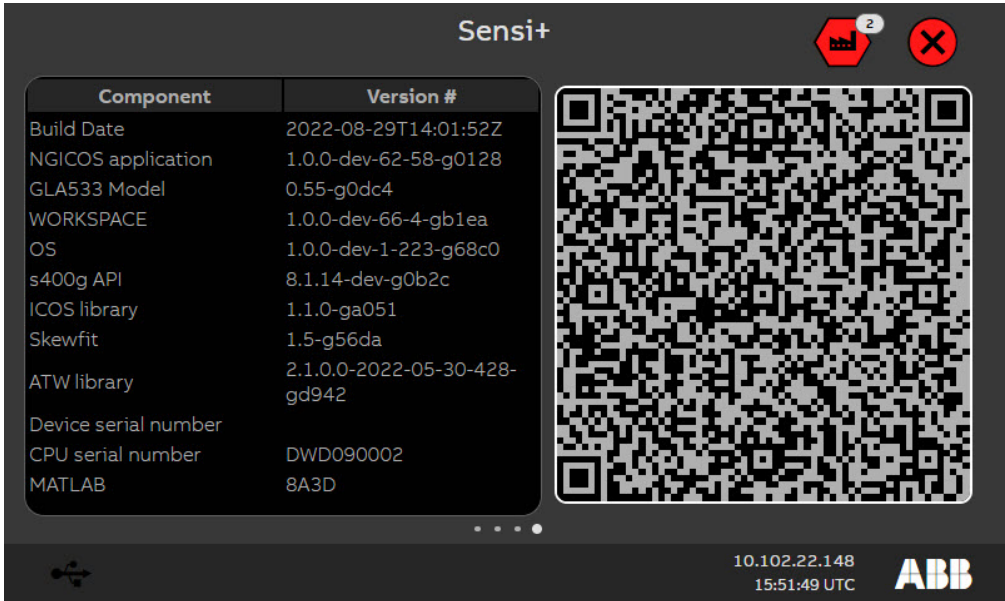 Sensi+
2
Component Version #
Build Date 2022-08-29T14:01:52Z
NGICOS application 1.0.0-dev-62-58-g0128
GLA533 Model 0.55-g0dc4
WORKSPACE 1.0.0-dev-66-4-gb1ea
OS 1.0.0-dev-1-223-g68c0
s400g API 8.1.14-dev-g0b2c
ICOS library 1.1.0-ga051
Skewfit 1.5-g56da
ATW library 2.1.0.0-2022-05-30-428-
gd942
Device serial number
CPU serial number DWD090002
MATLAB 8A3D
10.102.22.148
15:51:49 UTC
ABB